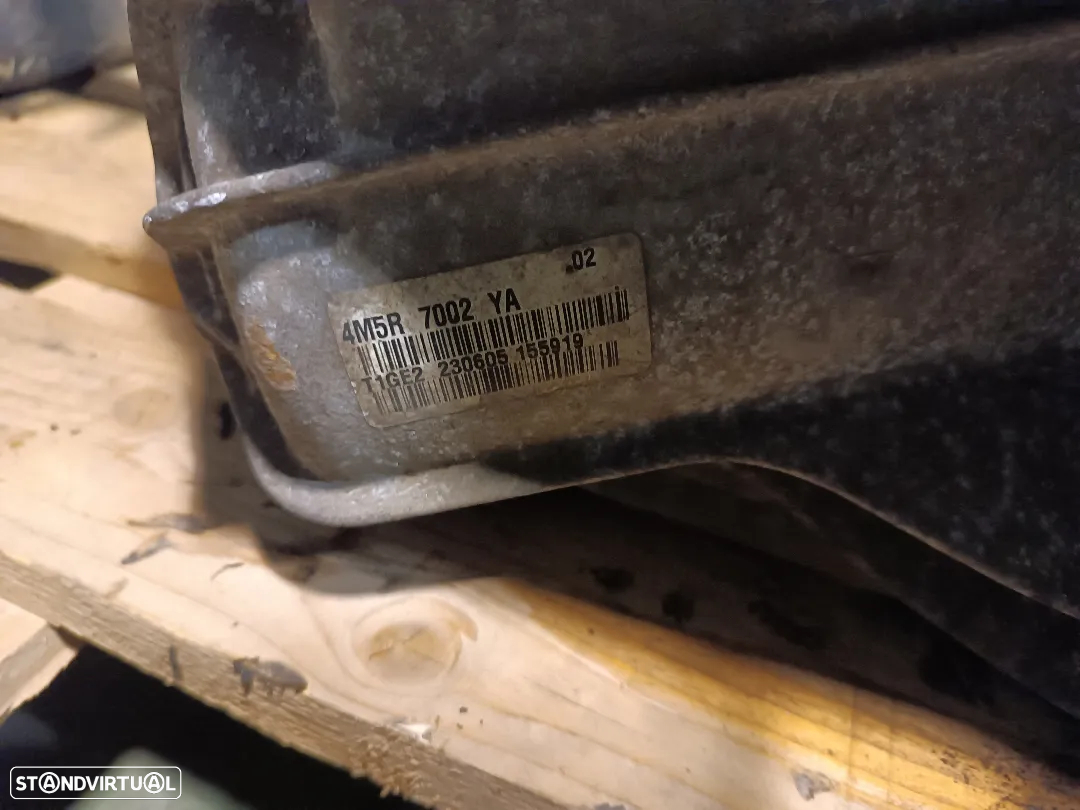 .02
4M5R 7002 YA
T1GE2 230605 155919
STANDVIRTUAL